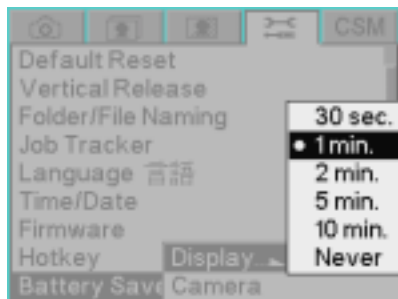 CSM
Default Reset
Vertical Release
Folder/File Naming
30 sec.
Job Tracker
1 min.
Language 言語
2 min.
Time/Date
5 min.
Firmware
10 min.
Hotkey
Display
Never
Battery Save
Camera